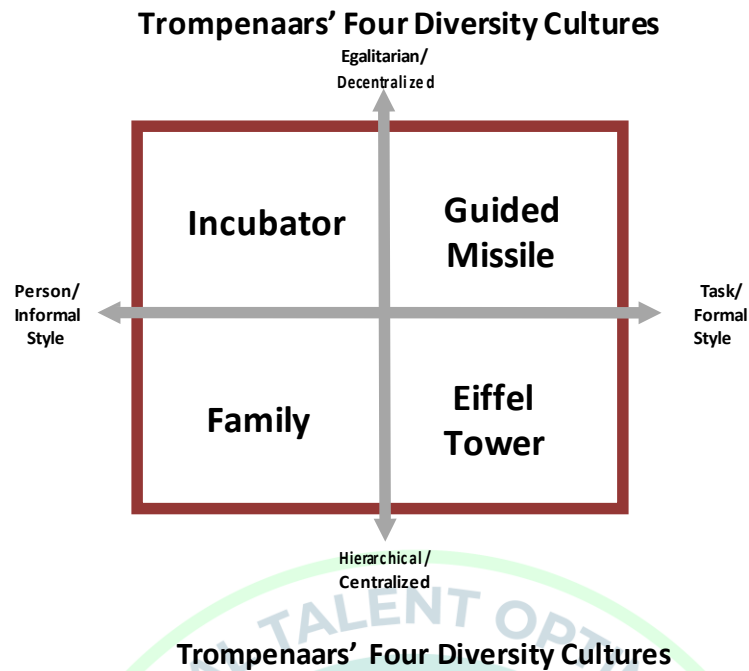 Trompenaars' Four Diversity Cultures
Egalitarian/
Decentralized
Incubator
Guided
Missile
Person/
Informal
Style
Task/
Formal
Style
Family
Eiffel
Tower
Hierarchical/
Centralized
TALENT
Trompenaars' Four Diversity Cultures